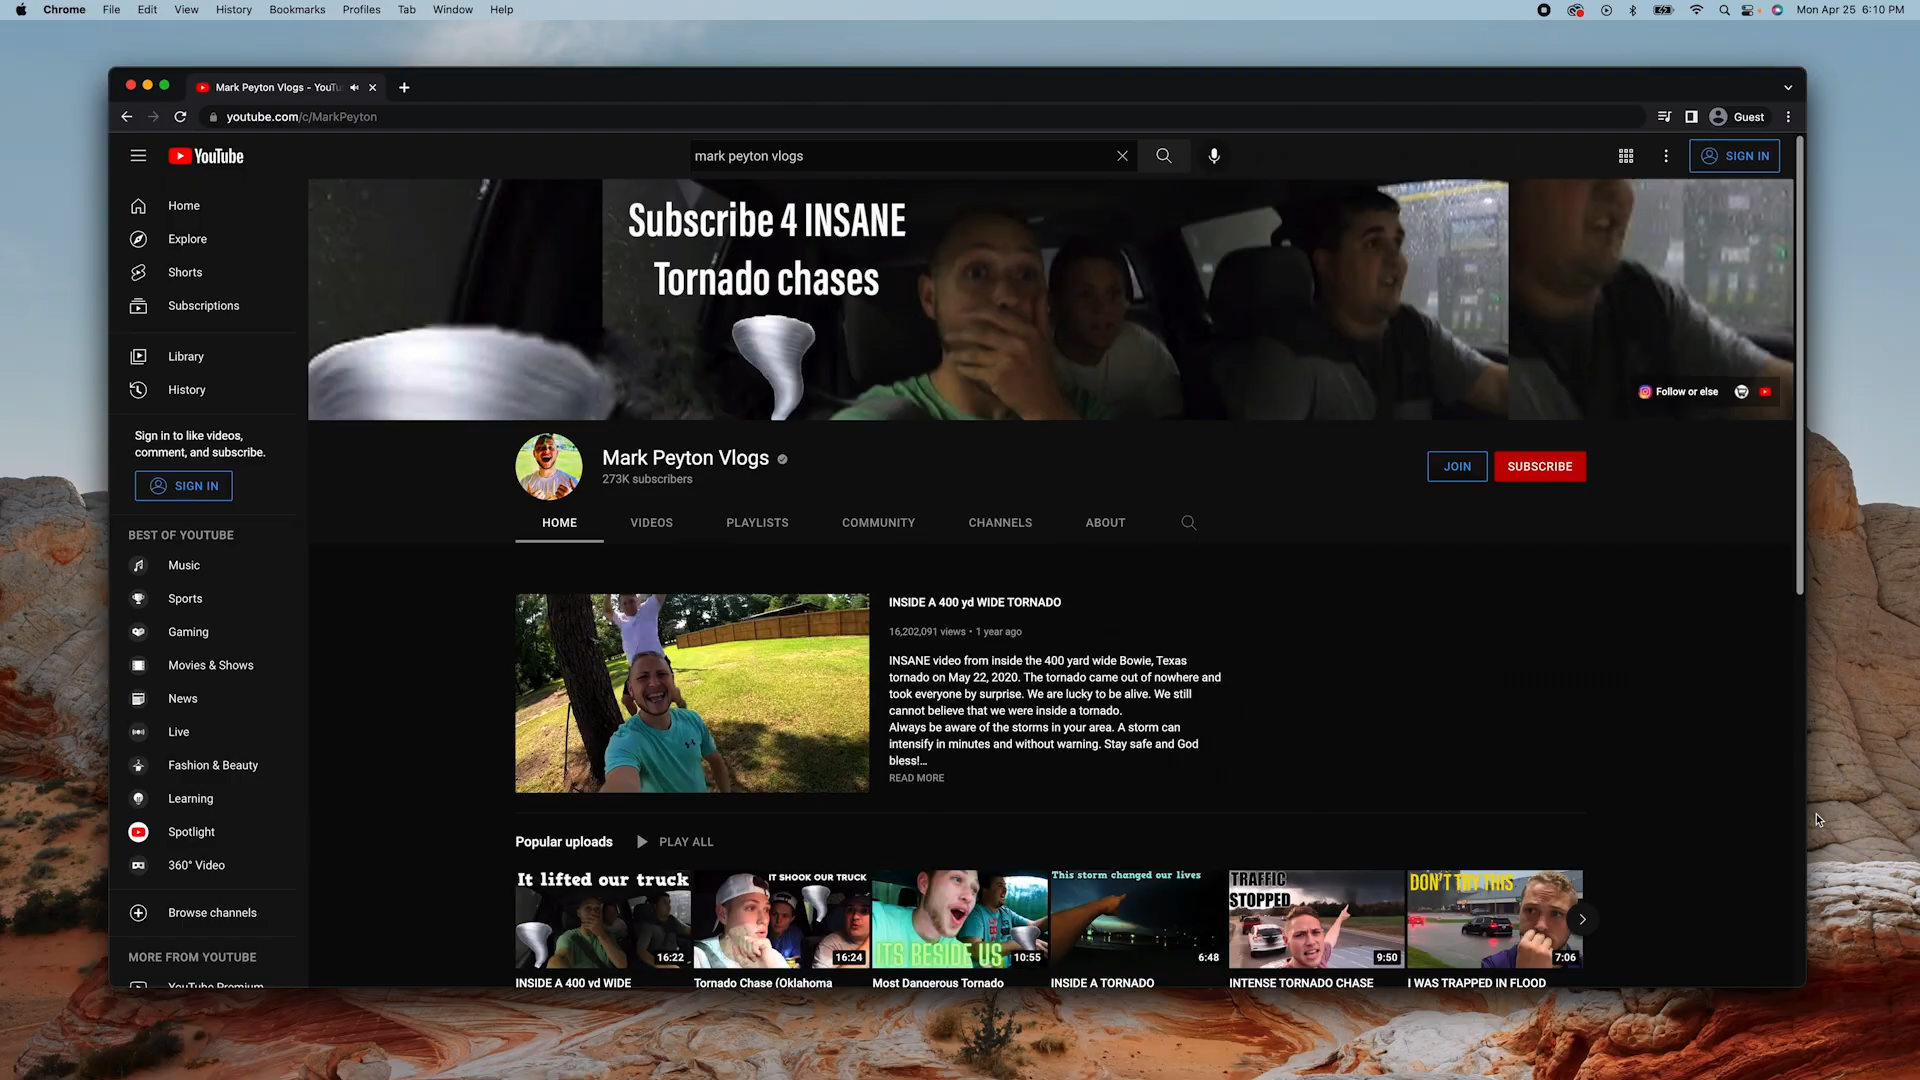 Chrome File Edit View History Bookmarks Profiles Tab Window Help
Mon Apr 25 6:10 PM
Mark Peyton Vlogs - YouTu
youtube.com/c/MarkPeyton
Guest
YouTube
mark peyton vlogs
SIGN IN
Home
Explore
Shorts
Subscriptions
Library
History
Sign in to like videos,
comment, and subscribe.
SIGN IN
BEST OF YOUTUBE
Music
Sports
Gaming
Movies & Shows
News
Live
Fashion & Beauty
Learning
Spotlight
360° Video
Browse channels
MORE FROM YOUTUBE
YouTube Premium
Subscribe 4 INSANE
Tornado chases
Follow or else
Mark Peyton Vlogs
273K subscribers
JOIN
SUBSCRIBE
HOME VIDEOS PLAYLISTS COMMUNITY CHANNELS ABOUT
INSIDE A 400 yd WIDE TORNADO
16,202,091 views • 1 year ago
INSANE video from inside the 400 yard wide Bowie, Texas
tornado on May 22, 2020. The tornado came out of nowhere and
took everyone by surprise. We are lucky to be alive. We still
cannot believe that we were inside a tornado.
Always be aware of the storms in your area. A storm can
intensify in minutes and without warning. Stay safe and God
bless!...
READ MORE
Popular uploads
PLAY ALL
It lifted our truck
16:22
INSIDE A 400 yd WIDE
IT SHOOK OUR TRUCK
16:24
Tornado Chase (Oklahoma
ITS BESIDE US
10:55
Most Dangerous Tornado
This storm changed our lives
6:48
INSIDE A TORNADO
TRAFFIC
STOPPED
9:50
INTENSE TORNADO CHASE
DON'T TRY THIS
7:06
I WAS TRAPPED IN FLOOD